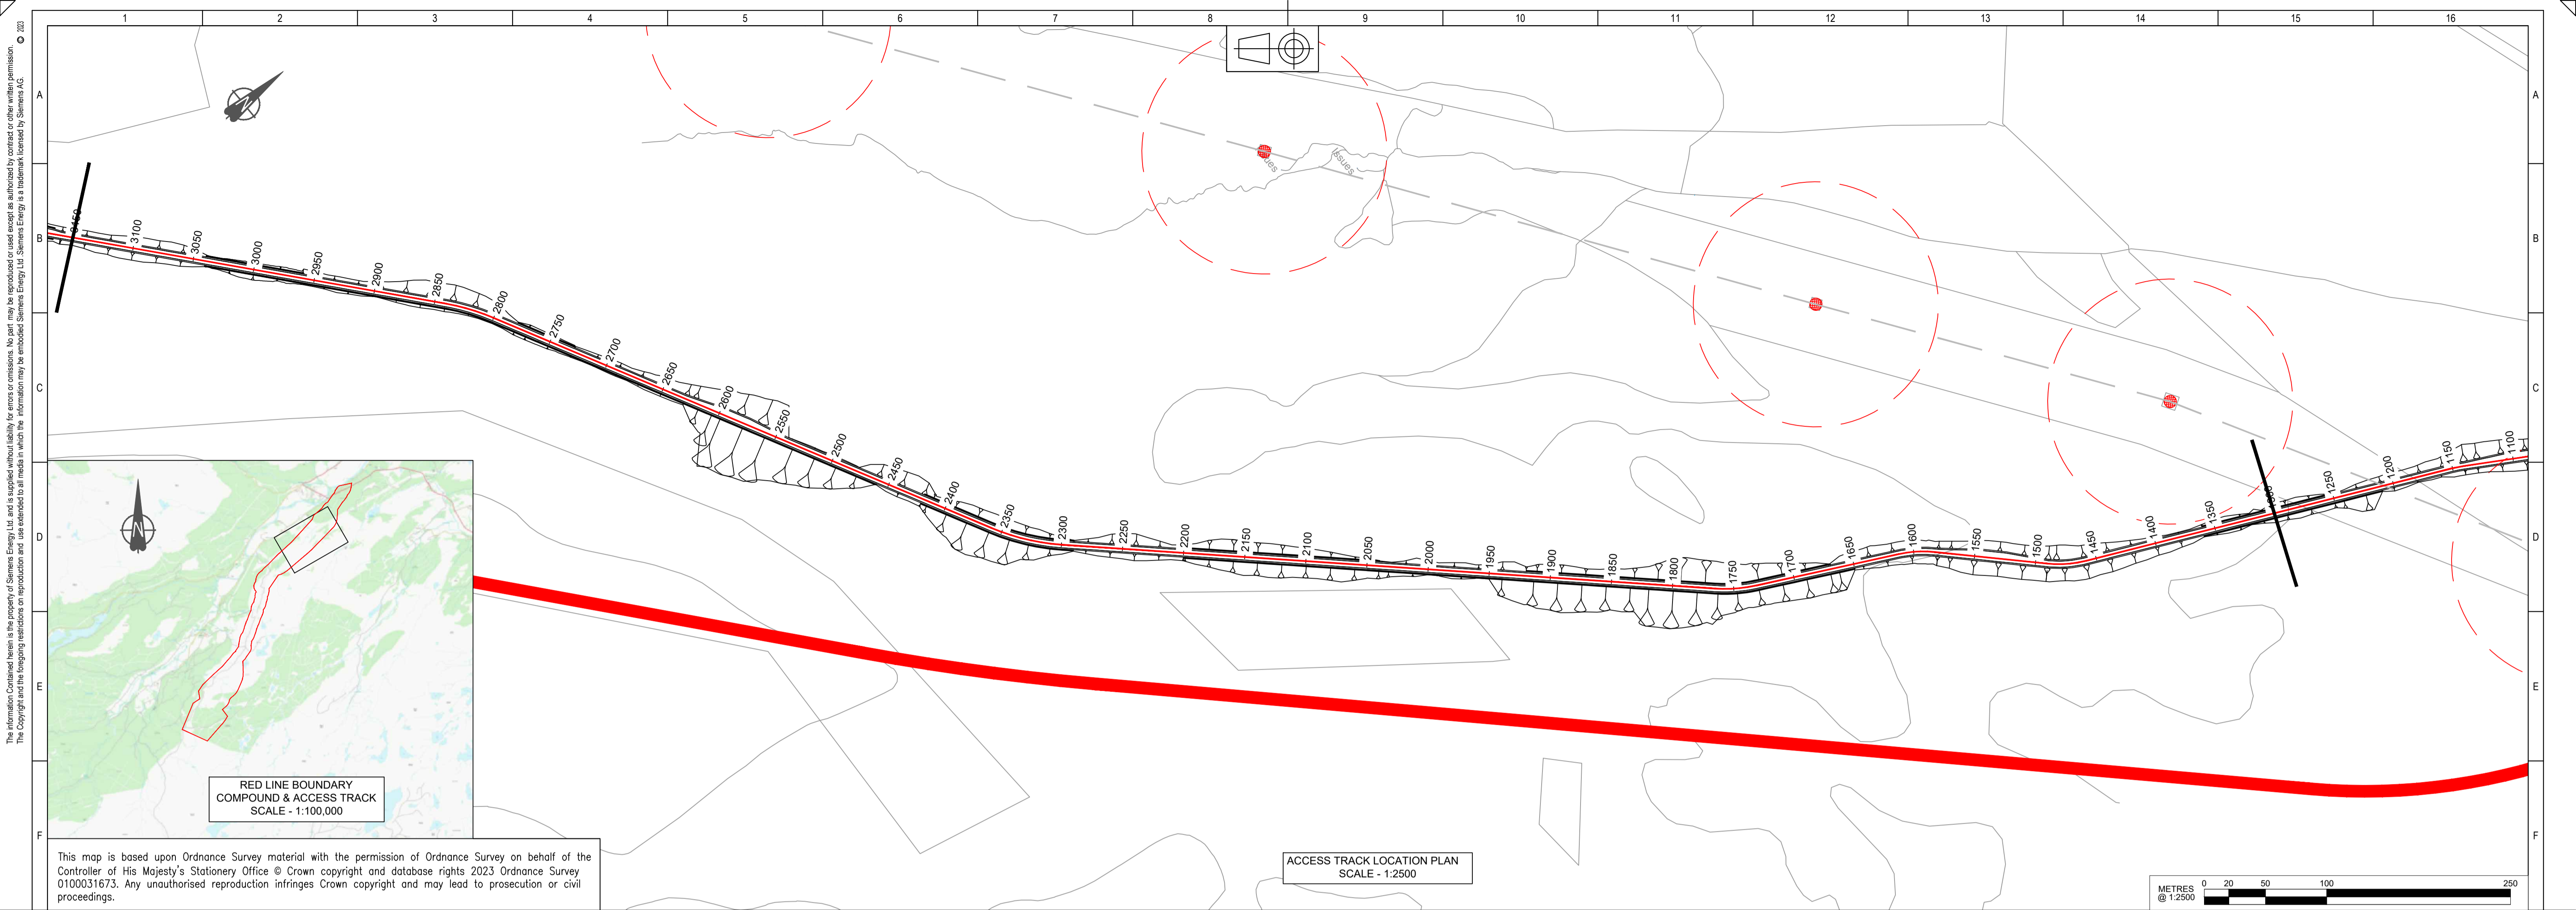 1 2 3 4 5 6 7 8 9 10 11 12 13 14 15 16
The information Contained herein is the property of Siemens Energy Ltd. and is supplied without liability for errors or omissions. No part may be reproduced or used except as authorized by contract or other written permission.
The Copyright and the foregoing restrictions on reproduction and use extended to all media in which the information may be embodied Siemens Energy Ltd .Siemens Energy is a trademark licensed by Siemens AG.
© 2023
A
B
C
D
E
F
A
B
C
D
E
F
N
Issues
3150
3100
3050
3000
2950
2900
2850
2800
2750
2700
2650
2600
2550
2500
2450
2400
2350
2300
2250
2200
2150
2100
2050
2000
1950
1900
1850
1800
1750
1700
1650
1600
1550
1500
1450
1400
1350
1250
1200
1150
1100
N
RED LINE BOUNDARY
COMPOUND & ACCESS TRACK
SCALE - 1:100,000
This map is based upon Ordnance Survey material with the permission of Ordnance Survey on behalf of the
Controller of His Majesty's Stationery Office © Crown copyright and database rights 2023 Ordnance Survey
0100031673. Any unauthorised reproduction infringes Crown copyright and may lead to prosecution or civil
proceedings.
ACCESS TRACK LOCATION PLAN
SCALE - 1:2500
METRES
@ 1:2500
0 20 50 100 250